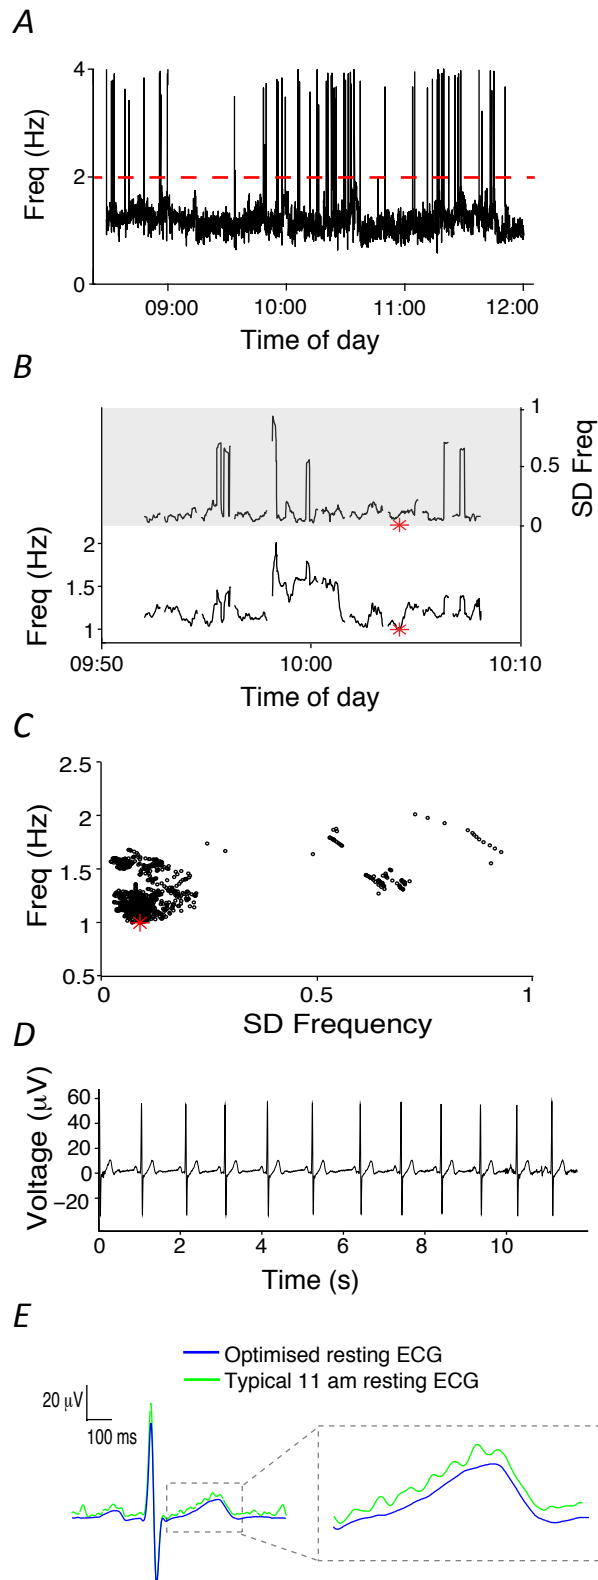 A
4
2
0
Freq (Hz)
09:00 10:00 11:00 12:00
Time of day
B
1
0.5
0
SD Freq
2
1.5
1
Freq (Hz)
09:50 10:00 10:10
Time of day
C
2.5
2
1.5
1
0.5
Freq (Hz)
0 0.5 1
SD Frequency
D
60
40
20
0
−20
Voltage (µV)
0 2 4 6 8 10
Time (s)
E
Optimised resting ECG
Typical 11 am resting ECG
20 µV
100 ms